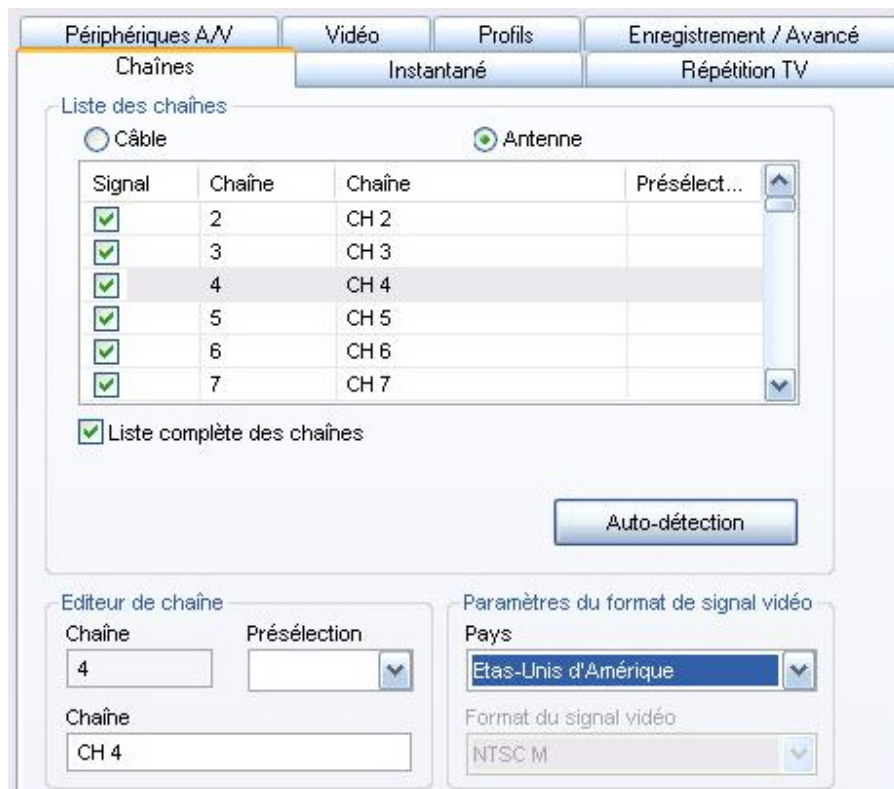 Périphériques A/V Vidéo Profils Enregistrement / Avancé
Chaînes Instantané Répétition TV
Liste des chaînes
Câble Antenne
Signal Chaîne Chaîne Présélect...
2 CH 2
3 CH 3
4 CH 4
5 CH 5
6 CH 6
7 CH 7
Liste complète des chaînes
Auto-détection
Editeur de chaîne Paramètres du format de signal vidéo
Chaîne Présélection Pays
4 Etas-Unis d'Amérique
Chaîne Format du signal vidéo
CH 4 NTSC M